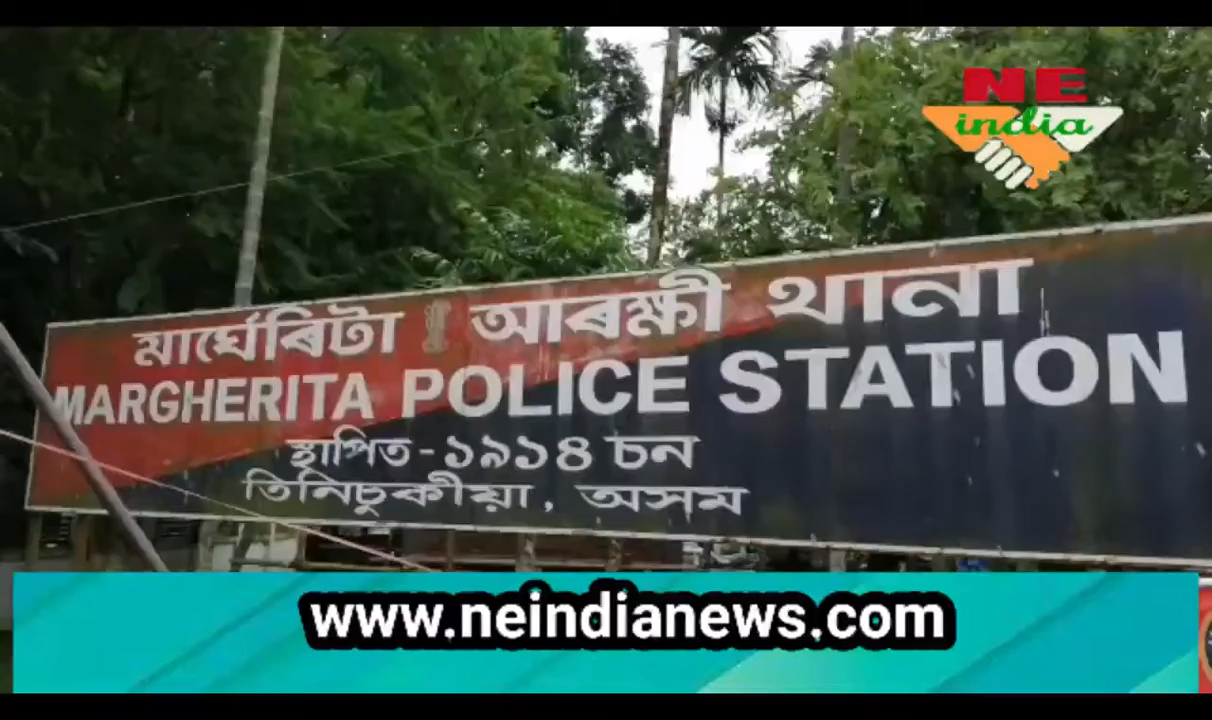 NE
india
মাৰ্ঘেৰিটা আৰক্ষী থানা
MARGHERITA POLICE STATION
স্থাপিত-১৯১৪ চন
তিনিচুকীয়া, অসম
www.neindianews.com